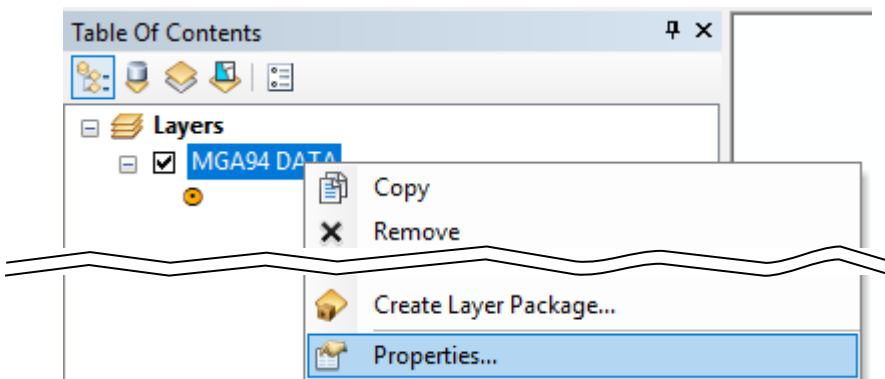 Table Of Contents
Layers
MGA94 DATA
Copy
Remove
Create Layer Package...
Properties...